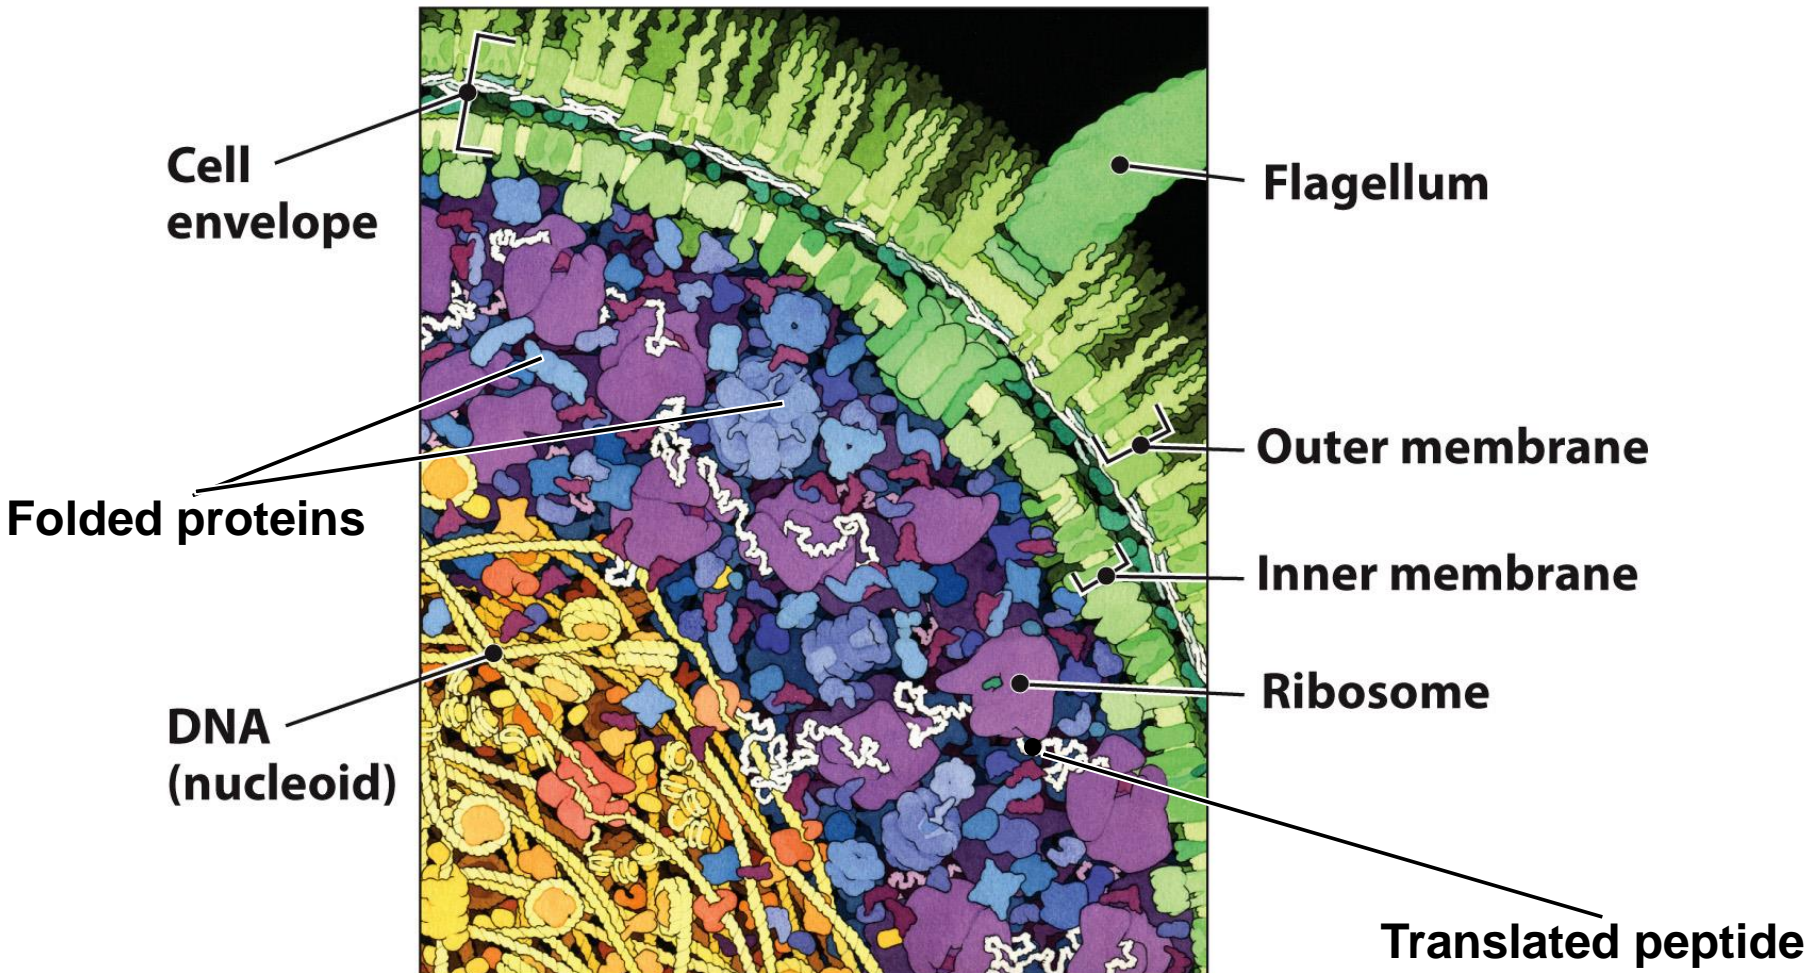 Cell
envelope
Flagellum
Outer membrane
Folded proteins
Inner membrane
Ribosome
DNA
(nucleoid)
Translated peptide